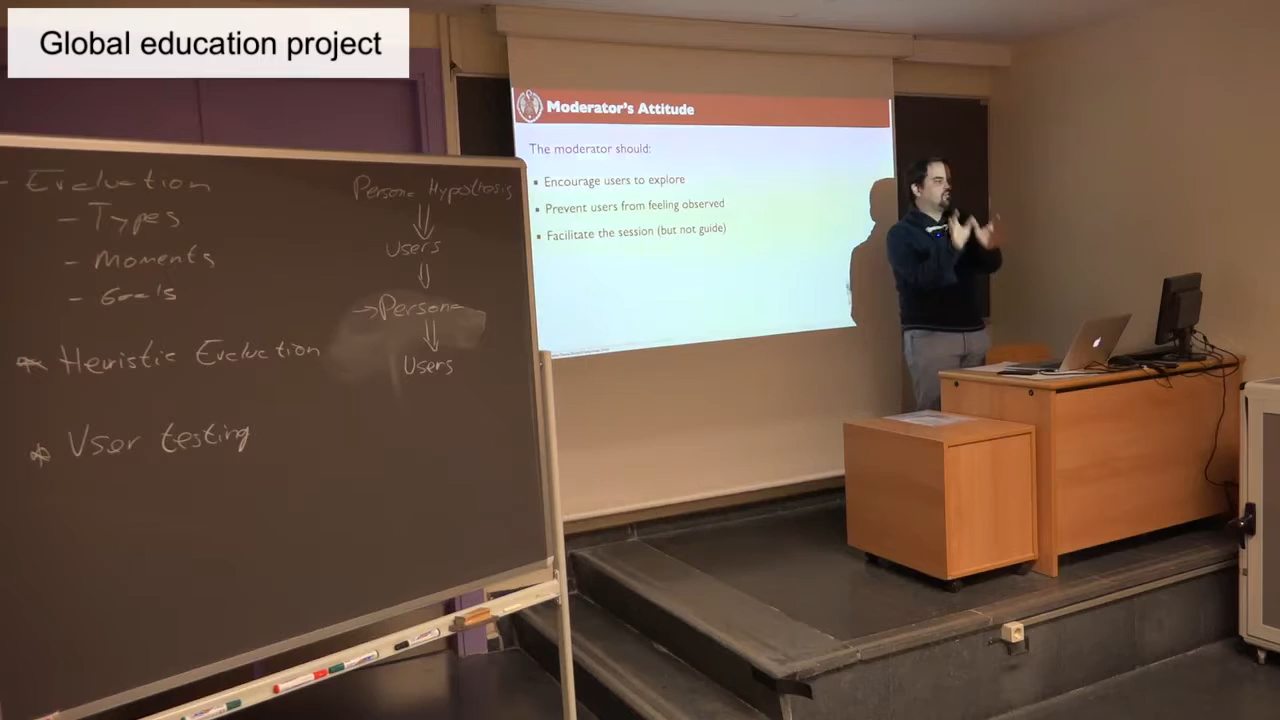 Global education project
- Evaluation
- Types
- Moments
- Goals
* Heuristic Evaluation
* User testing
Persona Hypothosis
Users
→ Persona
Users
Moderator's Attitude
The moderator should:
• Encourage users to explore
• Prevent users from feeling observed
• Facilitate the session (but not guide)